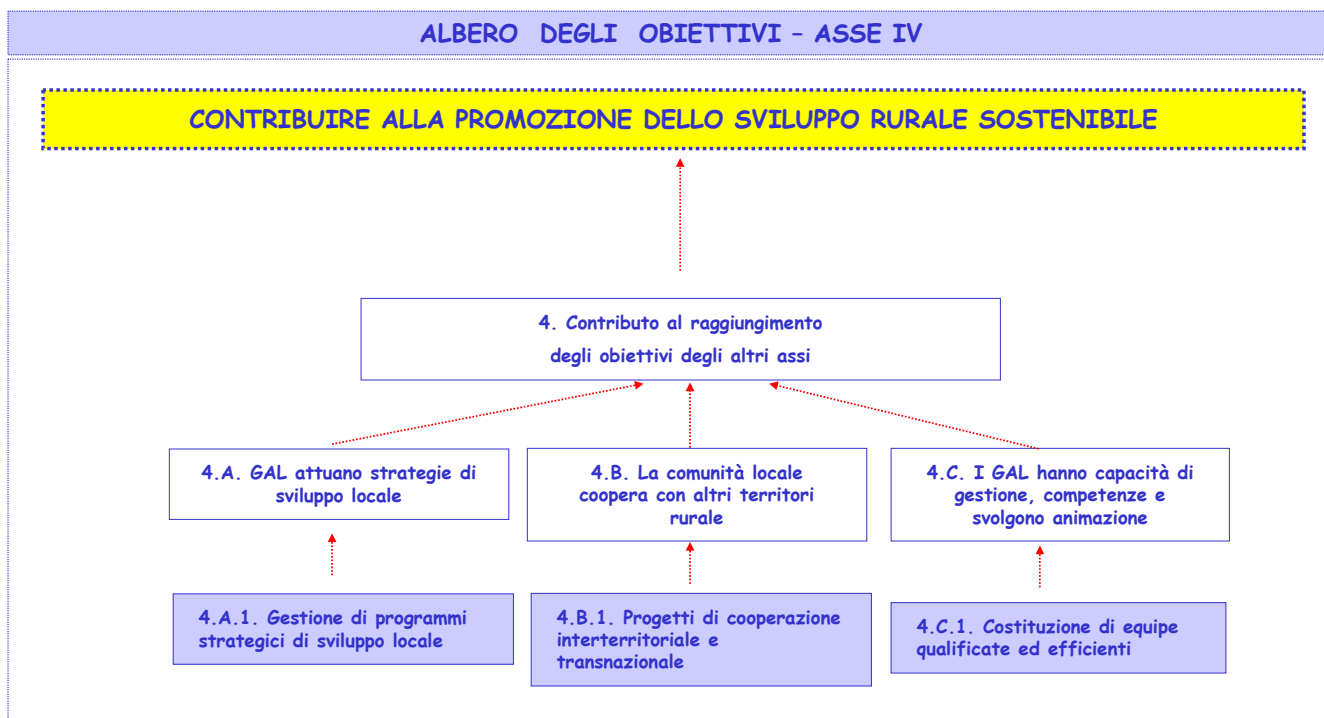 ALBERO DEGLI OBIETTIVI – ASSE IV
CONTRIBUIRE ALLA PROMOZIONE DELLO SVILUPPO RURALE SOSTENIBILE
4. Contributo al raggiungimento
degli obiettivi degli altri assi
4.A. GAL attuano strategie di
sviluppo locale
4.B. La comunità locale
coopera con altri territori
rurale
4.C. I GAL hanno capacità di
gestione, competenze e
svolgono animazione
4.A.1. Gestione di programmi
strategici di sviluppo locale
4.B.1. Progetti di cooperazione
interterritoriale e
transnazionale
4.C.1. Costituzione di equipe
qualificate ed efficienti